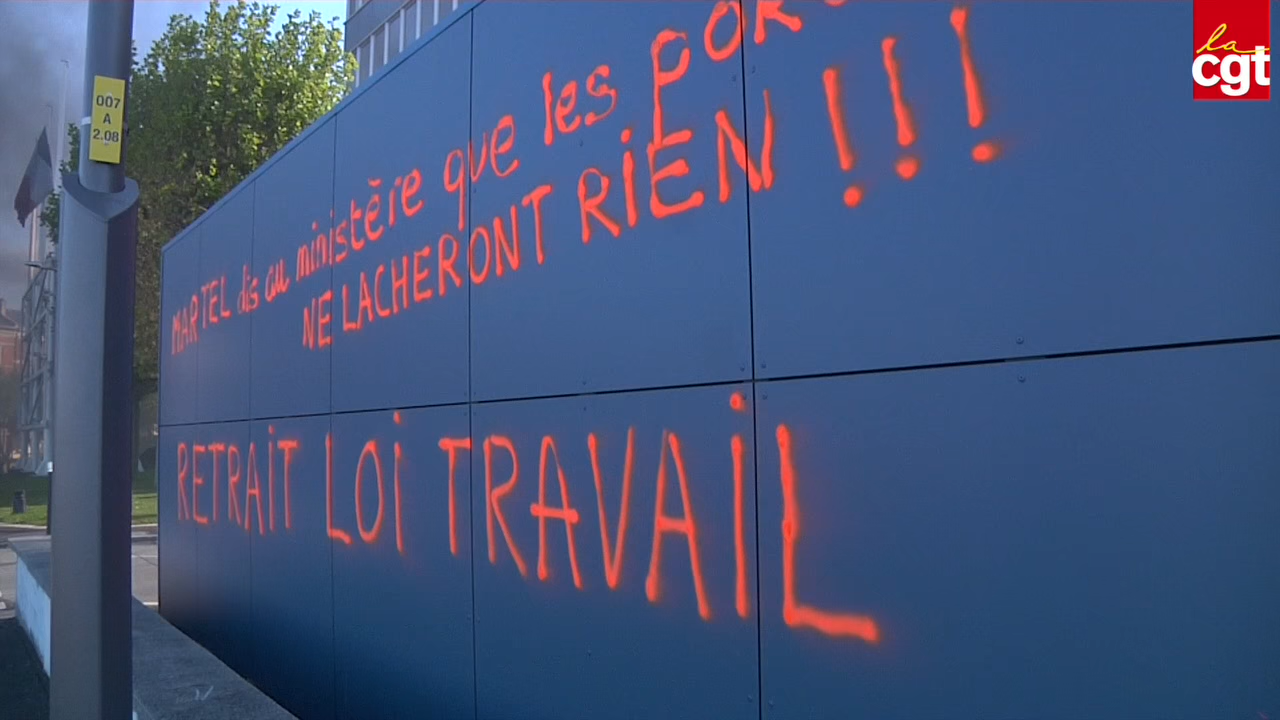 007
A
2.08
la
cgt
MARTEL dis au ministère que les
NE LACHERONT RIEN !!!
RETRAIT LOI TRAVAIL